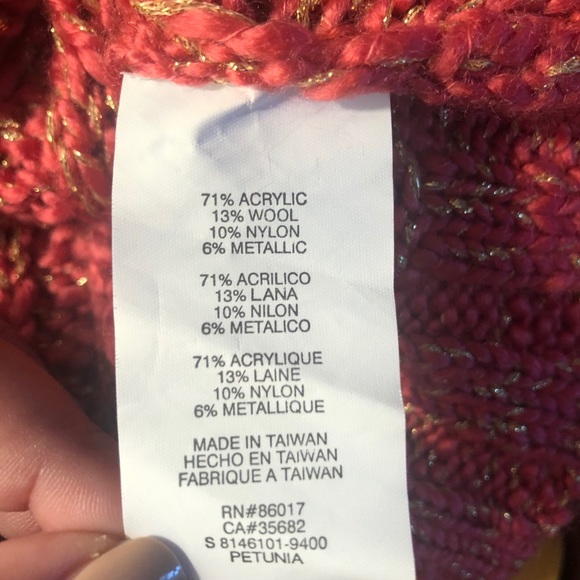 71% ACRYLIC
13% WOOL
10% NYLON
6% METALLIC
71% ACRILICO
13% LANA
10% NILON
6% METALICO
71% ACRYLIQUE
13% LAINE
10% NYLON
6% METALLIQUE
MADE IN TAIWAN
HECHO EN TAIWAN
FABRIQUE A TAIWAN
RN#86017
CA#35682
S 8146101-9400
PETUNIA